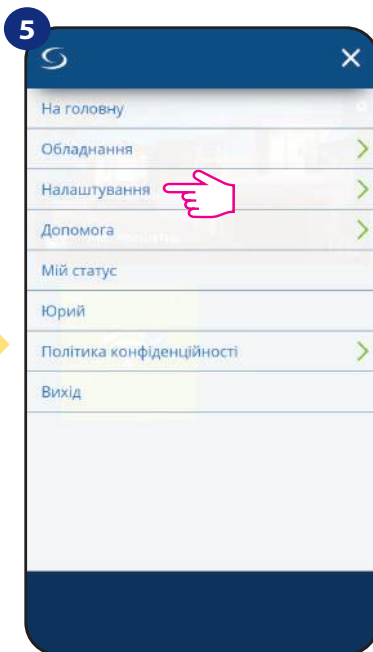 5
На головну
Обладнання
Налаштування
Допомога
Мій статус
Юрий
Політика конфіденційності
Вихід